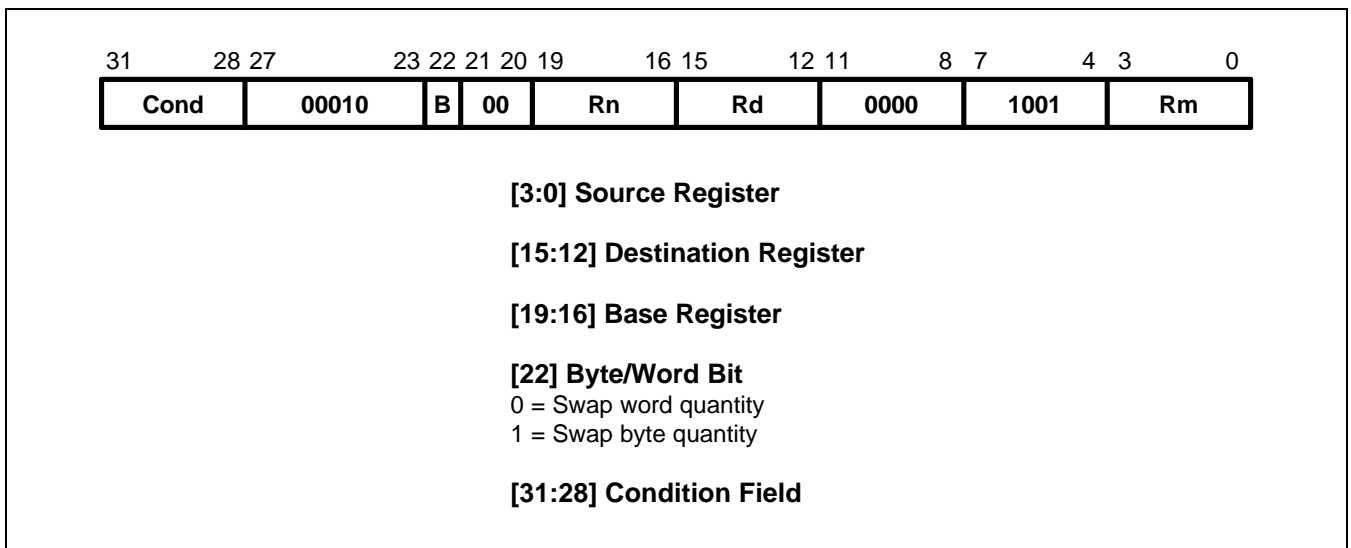 31 28 27 23 22 21 20 19 16 15 12 11 8 7 4 3 0
Cond 00010 B 00 Rn Rd 0000 1001 Rm
[3:0] Source Register
[15:12] Destination Register
[19:16] Base Register
[22] Byte/Word Bit
0 = Swap word quantity
1 = Swap byte quantity
[31:28] Condition Field